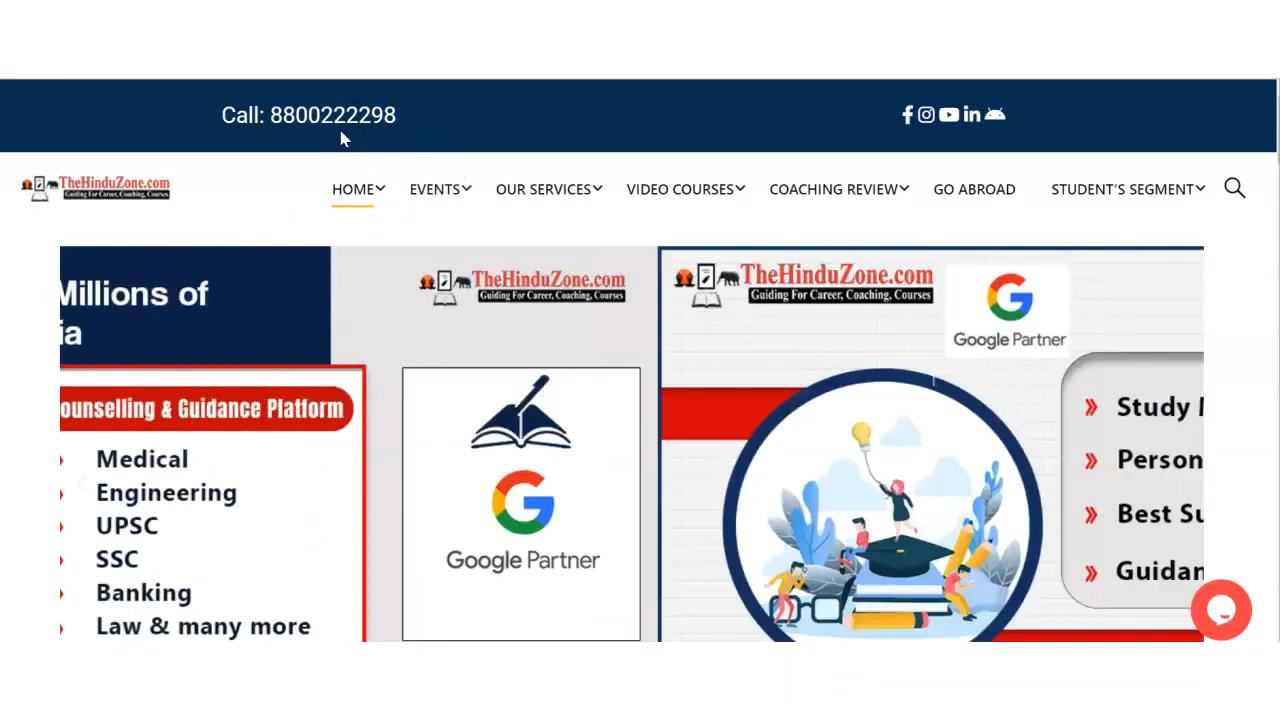 Call: 8800222298
TheHinduZone.com
Guiding For Career, Coaching, Courses
HOME
EVENTS
OUR SERVICES
VIDEO COURSES
COACHING REVIEW
GO ABROAD
STUDENT'S SEGMENT
Millions of
ia
ounselling & Guidance Platform
Medical
Engineering
UPSC
SSC
Banking
Law & many more
TheHinduZone.com
Guiding For Career, Coaching, Courses
Google Partner
TheHinduZone.com
Guiding For Career, Coaching, Courses
Google Partner
Study
Person
Best Su
Guidan